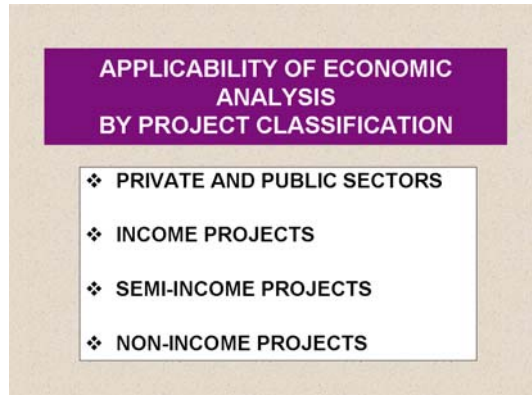 APPLICABILITY OF ECONOMIC
ANALYSIS
BY PROJECT CLASSIFICATION
❖ PRIVATE AND PUBLIC SECTORS
❖ INCOME PROJECTS
❖ SEMI-INCOME PROJECTS
❖ NON-INCOME PROJECTS